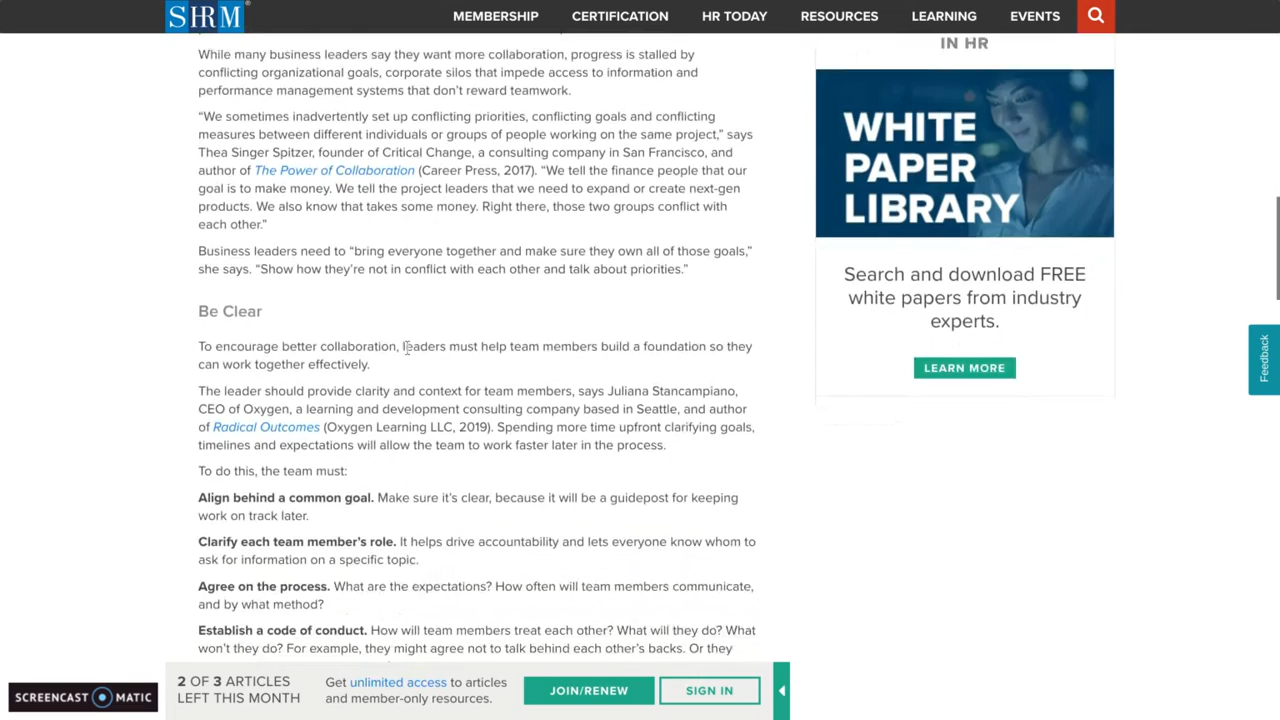 SHRM
MEMBERSHIP CERTIFICATION HR TODAY RESOURCES LEARNING EVENTS
While many business leaders say they want more collaboration, progress is stalled by
conflicting organizational goals, corporate silos that impede access to information and
performance management systems that don’t reward teamwork.
“We sometimes inadvertently set up conflicting priorities, conflicting goals and conflicting
measures between different individuals or groups of people working on the same project,” says
Thea Singer Spitzer, founder of Critical Change, a consulting company in San Francisco, and
author of The Power of Collaboration (Career Press, 2017). “We tell the finance people that our
goal is to make money. We tell the project leaders that we need to expand or create next-gen
products. We also know that takes some money. Right there, those two groups conflict with
each other.”
Business leaders need to “bring everyone together and make sure they own all of those goals,”
she says. “Show how they’re not in conflict with each other and talk about priorities.”
Be Clear
To encourage better collaboration, leaders must help team members build a foundation so they
can work together effectively.
The leader should provide clarity and context for team members, says Juliana Stancampiano,
CEO of Oxygen, a learning and development consulting company based in Seattle, and author
of Radical Outcomes (Oxygen Learning LLC, 2019). Spending more time upfront clarifying goals,
timelines and expectations will allow the team to work faster later in the process.
To do this, the team must:
Align behind a common goal. Make sure it’s clear, because it will be a guidepost for keeping
work on track later.
Clarify each team member’s role. It helps drive accountability and lets everyone know whom to
ask for information on a specific topic.
Agree on the process. What are the expectations? How often will team members communicate,
and by what method?
Establish a code of conduct. How will team members treat each other? What will they do? What
won’t they do? For example, they might agree not to talk behind each other’s backs. Or they
IN HR
WHITE
PAPER
LIBRARY
Search and download FREE
white papers from industry
experts.
LEARN MORE
Feedback
2 OF 3 ARTICLES
LEFT THIS MONTH
Get unlimited access to articles
and member-only resources.
JOIN/RENEW
SIGN IN
SCREENCAST MATIC